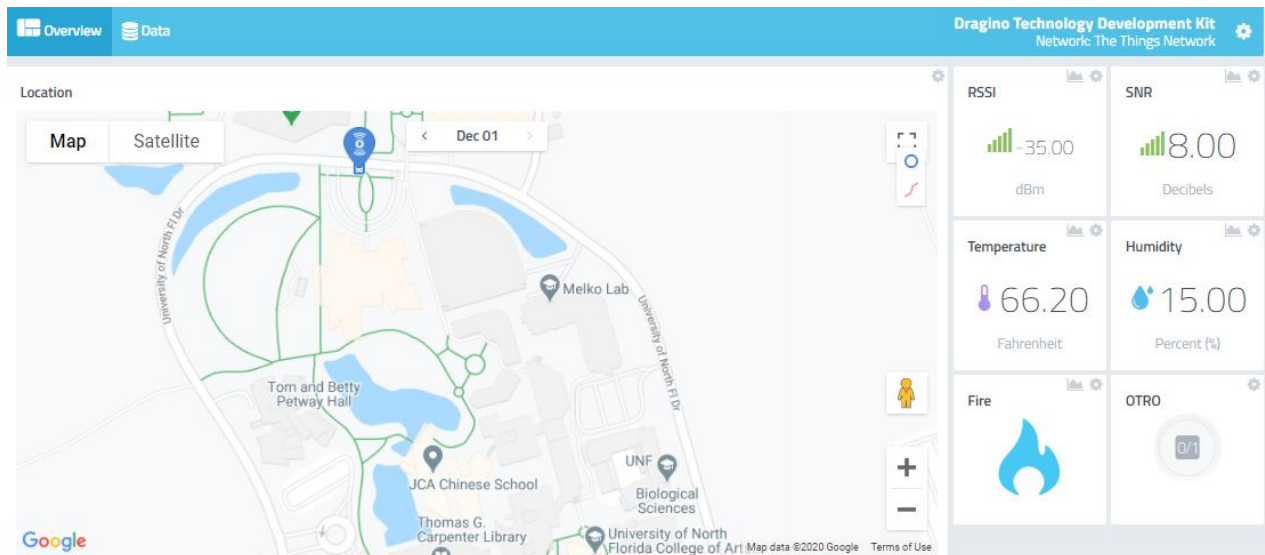 Overview
Data
Dragino Technology Development Kit
Network: The Things Network
Location
Map
Satellite
Dec 01
University of North Fl Dr
Melko Lab
University of North Fl Dr
Tom and Betty
Petway Hall
JCA Chinese School
UNF
Biological
Sciences
Thomas G.
Carpenter Library
University of North
Florida College of Art
Google
Map data ©2020 Google
Terms of Use
RSSI
-35.00
dBm
SNR
8.00
Decibels
Temperature
66.20
Fahrenheit
Humidity
15.00
Percent (%)
Fire
OTRO
0/1